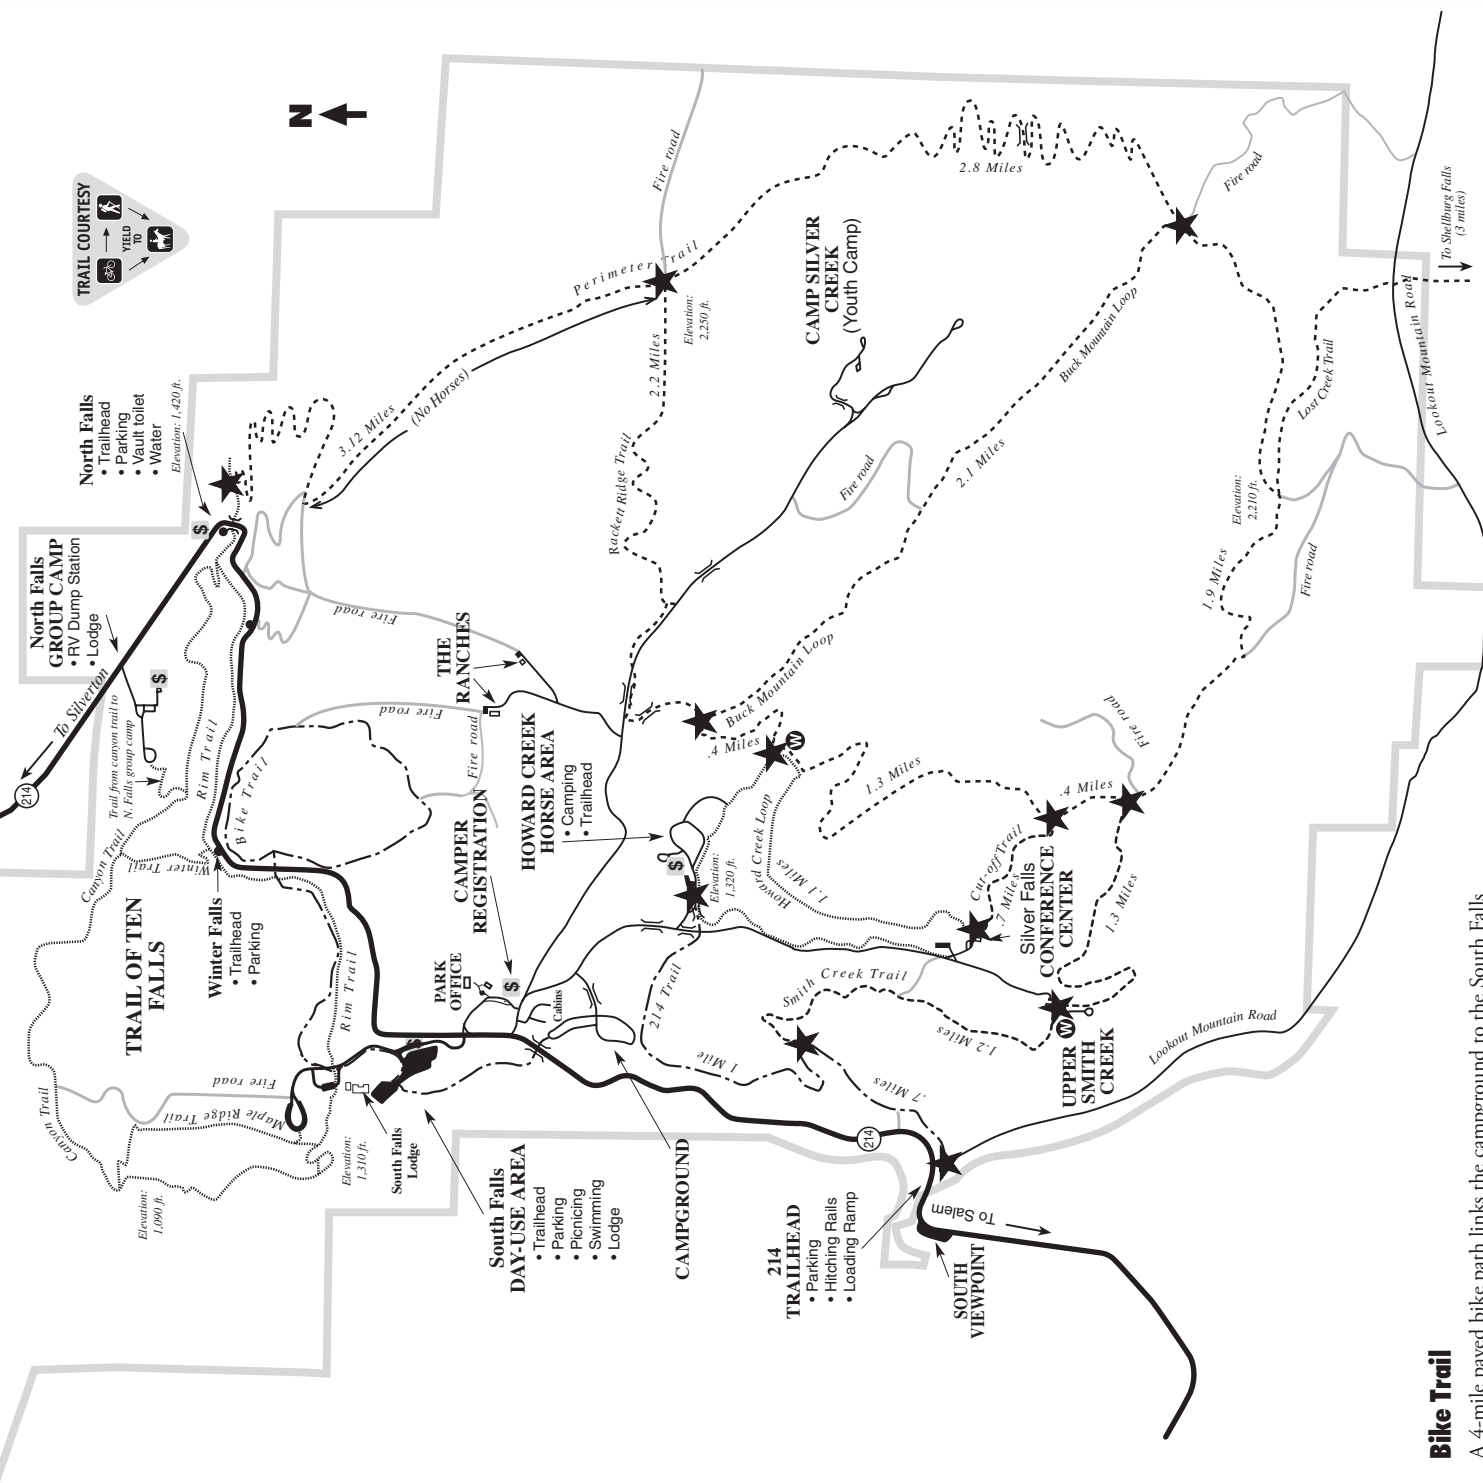 TRAIL COURTESY
YIELD
TO
N
North Falls
• Trailhead
• Parking
• Vault toilet
• Water
Elevation: 1,420 ft.
North Falls
GROUP CAMP
• RV Dump Station
• Lodge
To Silverton
214
Trail from canyon trail to
N. Falls group camp
$
$
Rim Trail
Bike Trail
Canyon Trail
Winter Trail
TRAIL OF TEN
FALLS
Winter Falls
• Trailhead
• Parking
Rim Trail
Canyon Trail
Fire road
Maple Ridge Trail
Elevation:
1,090 ft.
Elevation:
1,310 ft.
South Falls
Lodge
$
South Falls
DAY-USE AREA
• Trailhead
• Parking
• Picnicing
• Swimming
• Lodge
PARK
OFFICE
CAMPER
REGISTRATION
$
Cabins
CAMPGROUND
THE
RANCHES
Fire road
Fire road
Fire road
HOWARD CREEK
HORSE AREA
• Camping
• Trailhead
$
Elevation:
1,320 ft.
3.12 Miles
(No Horses)
Perimeter Trail
Fire road
Elevation:
2,250 ft.
2.2 Miles
Rackett Ridge Trail
2.8 Miles
CAMP SILVER
CREEK
(Youth Camp)
Fire road
Buck Mountain Loop
2.1 Miles
Buck Mountain Loop
.4 Miles
W
Howard Creek Loop
1.1 Miles
1.3 Miles
Cut-off Trail
.7 Miles
.4 Miles
Fire road
1.3 Miles
Silver Falls
CONFERENCE
CENTER
Smith Creek Trail
1.2 Miles
214 Trail
1 Mile
.7 Miles
W
UPPER
SMITH
CREEK
Lookout Mountain Road
214
214
TRAILHEAD
• Parking
• Hitching Rails
• Loading Ramp
To Salem
SOUTH
VIEWPOINT
Fire road
Lost Creek Trail
Elevation:
2,210 ft.
1.9 Miles
Fire road
Lookout Mountain Road
To Shellburg Falls
(3 miles)
Bike Trail
A 4-mile paved bike path links the campground to the South Falls